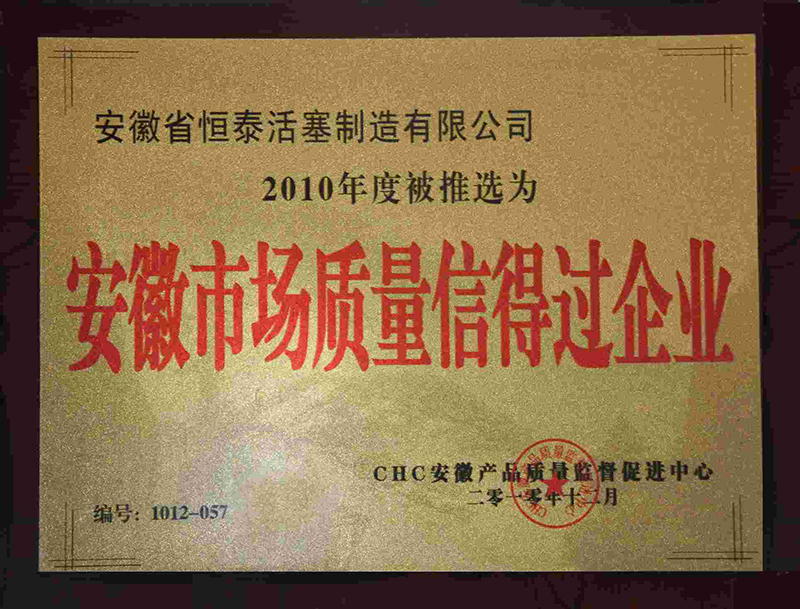 安徽省恒泰活塞制造有限公司
2010年度被推选为
安徽市场质量信得过企业
CHC安徽产品质量监督促进中心
二零一零年十二月
编号：1012-057